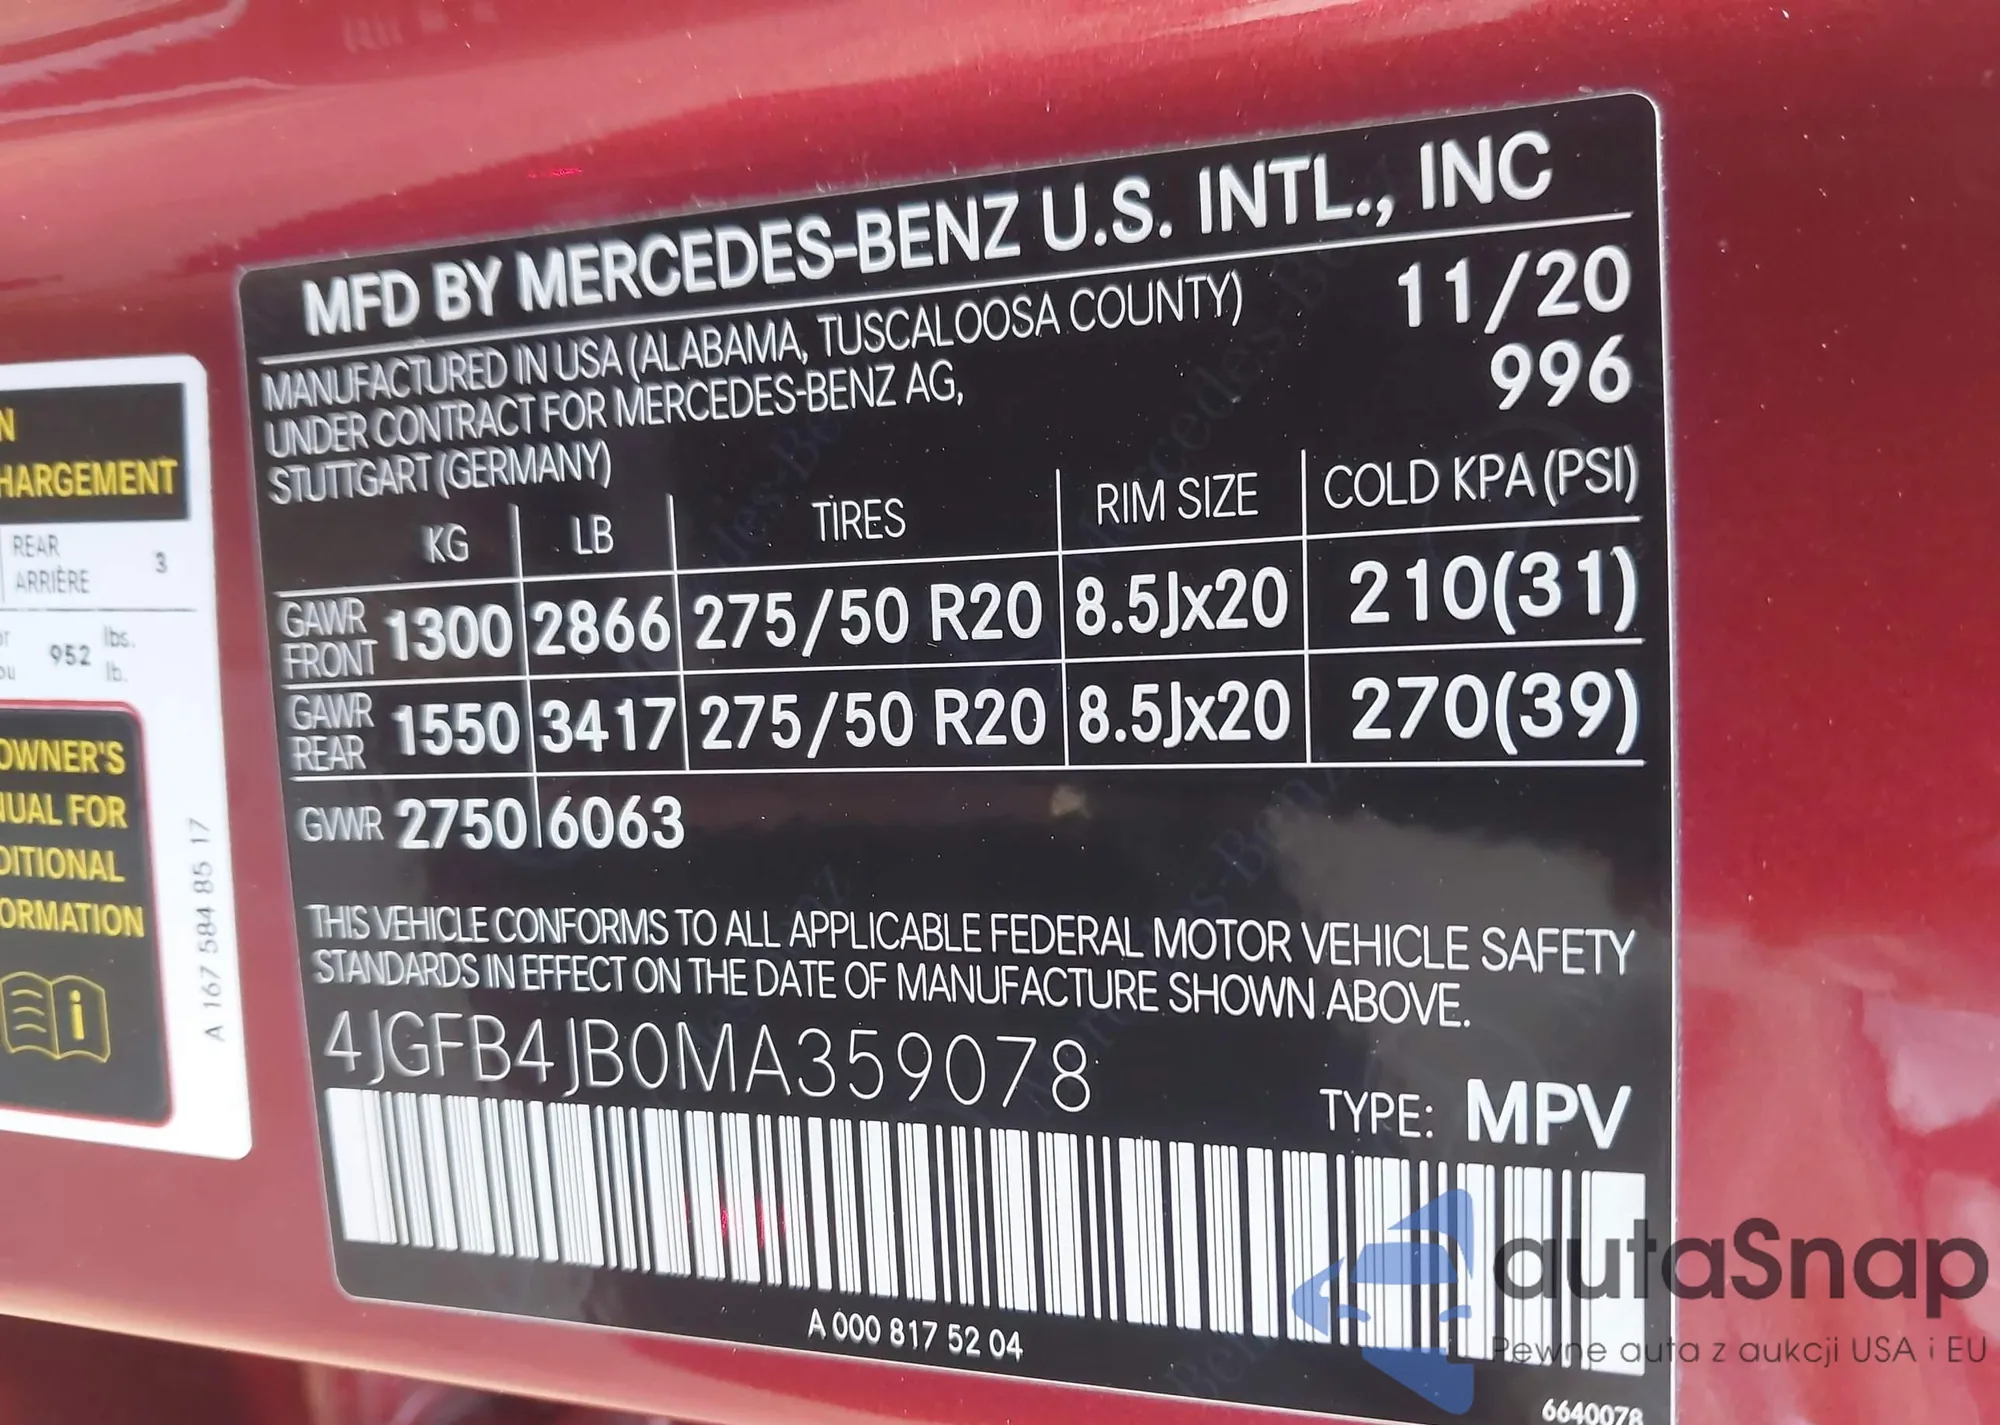 MFD BY MERCEDES-BENZ U.S. INTL., INC
MANUFACTURED IN USA (ALABAMA, TUSCALOOSA COUNTY) 11/20
UNDER CONTRACT FOR MERCEDES-BENZ AG, 996
STUTTGART (GERMANY)
KG LB TIRES RIM SIZE COLD KPA (PSI)
GAWR FRONT 1300 2866 275/50 R20 8.5Jx20 210(31)
GAWR REAR 1550 3417 275/50 R20 8.5Jx20 270(39)
GVWR 2750 6063
THIS VEHICLE CONFORMS TO ALL APPLICABLE FEDERAL MOTOR VEHICLE SAFETY
STANDARDS IN EFFECT ON THE DATE OF MANUFACTURE SHOWN ABOVE.
4JGFB4JB0MA359078
TYPE: MPV
A 000 817 52 04
6640078
REAR 3
ARRIÈRE
952 lbs.
lb.
OWNER'S
FOR
A 167 584 85 17
autaSnap
Pewne auta z aukcji USA i EU